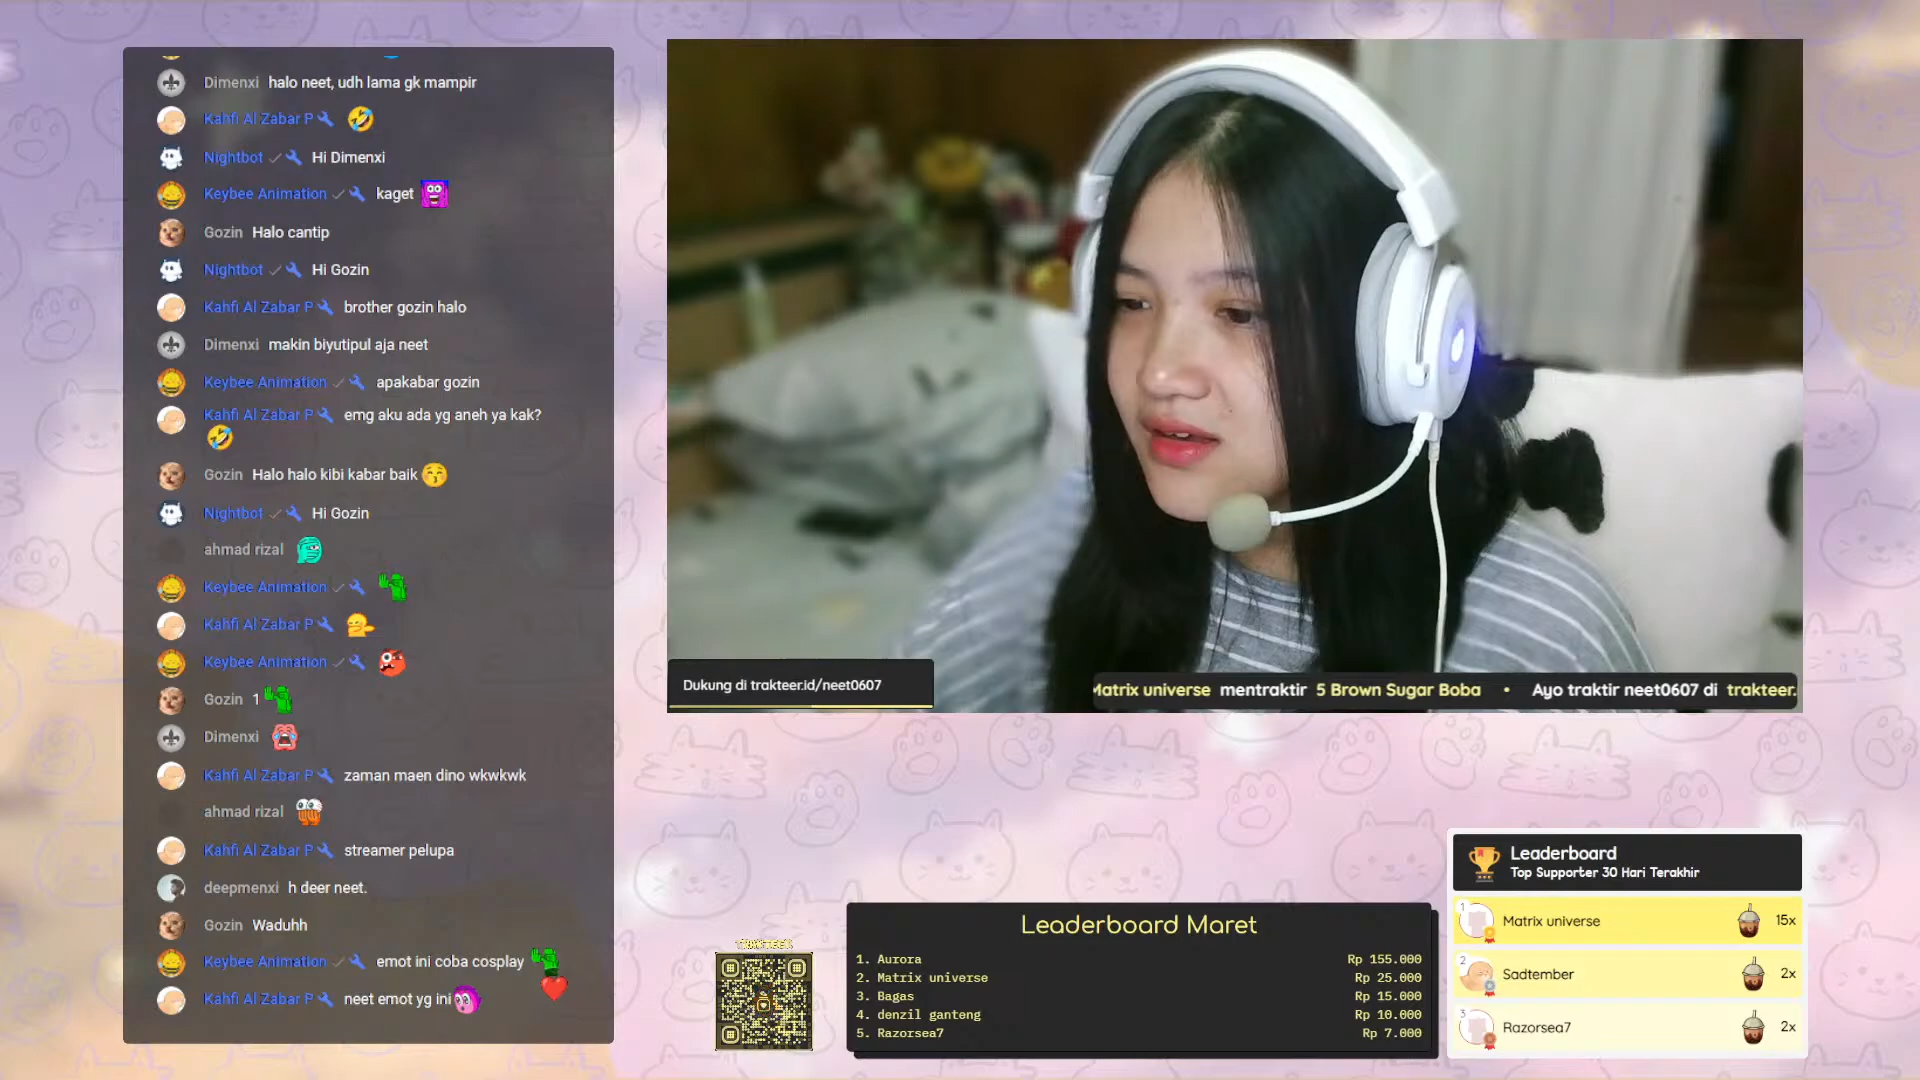 Dimenxi halo neet, udh lama gk mampir
Kahfi Al Zabar P
Nightbot Hi Dimenxi
Keybee Animation kaget
Gozin Halo cantip
Nightbot Hi Gozin
Kahfi Al Zabar P brother gozin halo
Dimenxi makin biyutipul aja neet
Keybee Animation apakabar gozin
Kahfi Al Zabar P emg aku ada yg aneh ya kak?
Gozin Halo halo kibi kabar baik
Nightbot Hi Gozin
ahmad rizal
Keybee Animation
Kahfi Al Zabar P
Keybee Animation
Gozin 1
Dimenxi
Kahfi Al Zabar P zaman maen dino wkwkwk
ahmad rizal
Kahfi Al Zabar P streamer pelupa
deepmenxi h deer neet.
Gozin Waduhh
Keybee Animation emot ini coba cosplay
Kahfi Al Zabar P neet emot yg ini
Dukung di trakteer.id/neet0607
Matrix universe mentraktir 5 Brown Sugar Boba • Ayo traktir neet0607 di trakteer.
Leaderboard Maret
1. Aurora Rp 155.000
2. Matrix universe Rp 25.000
3. Bagas Rp 15.000
4. denzil ganteng Rp 10.000
5. Razorsea7 Rp 7.000
Leaderboard
Top Supporter 30 Hari Terakhir
1 Matrix universe 15x
2 Sadtember 2x
3 Razorsea7 2x